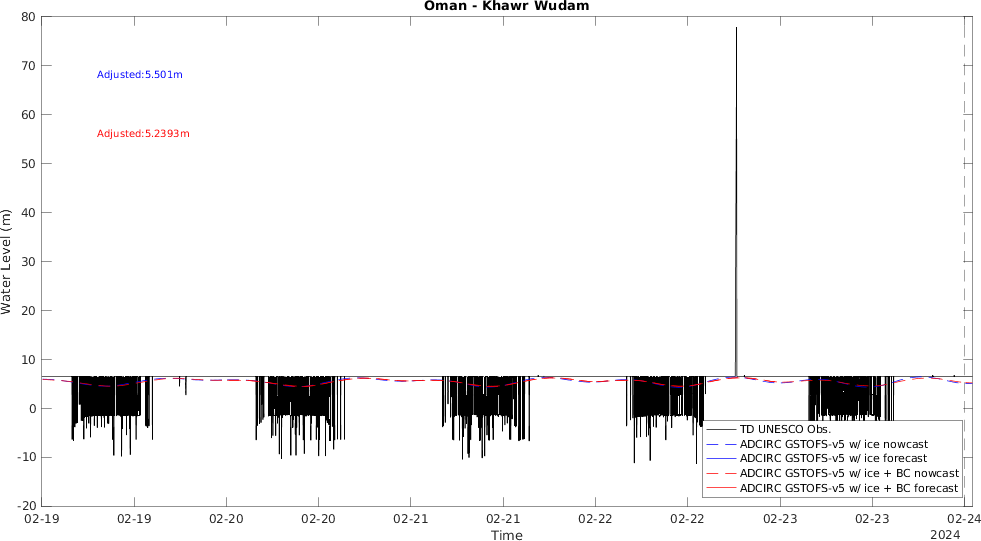 Oman - Khawr Wudam
80
70
60
50
40
30
20
10
0
-10
-20
Water Level (m)
Adjusted:5.501m
Adjusted:5.2393m
TD UNESCO Obs.
ADCIRC GSTOFS-v5 w/ ice nowcast
ADCIRC GSTOFS-v5 w/ ice forecast
ADCIRC GSTOFS-v5 w/ ice + BC nowcast
ADCIRC GSTOFS-v5 w/ ice + BC forecast
02-19 02-19 02-20 02-20 02-21 02-21 02-22 02-22 02-23 02-23 02-24
2024
Time